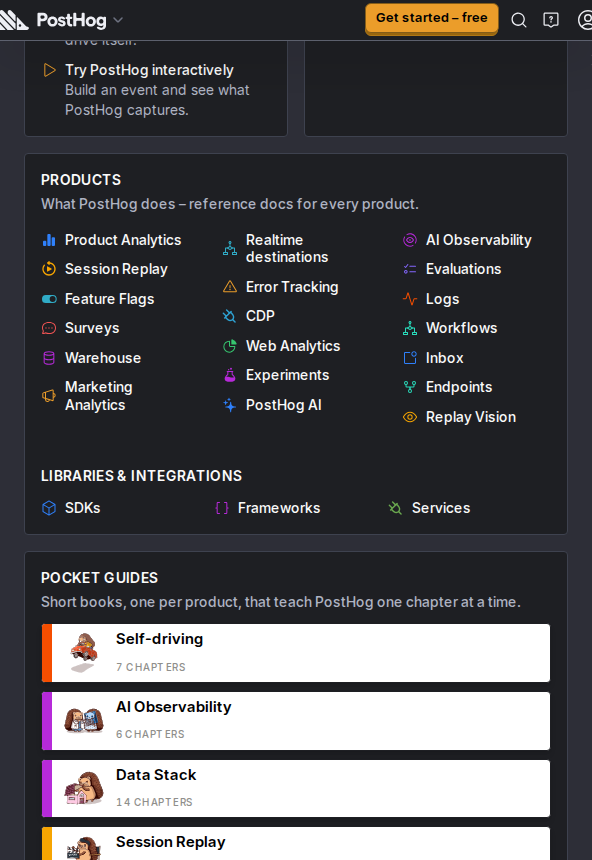 PostHog
Get started – free
drive itself.
Try PostHog interactively
Build an event and see what
PostHog captures.
PRODUCTS
What PostHog does – reference docs for every product.
Product Analytics
Session Replay
Feature Flags
Surveys
Warehouse
Marketing
Analytics
Realtime
destinations
Error Tracking
CDP
Web Analytics
Experiments
PostHog AI
AI Observability
Evaluations
Logs
Workflows
Inbox
Endpoints
Replay Vision
LIBRARIES & INTEGRATIONS
SDKs
Frameworks
Services
POCKET GUIDES
Short books, one per product, that teach PostHog one chapter at a time.
Self-driving
7 CHAPTERS
AI Observability
6 CHAPTERS
Data Stack
14 CHAPTERS
Session Replay